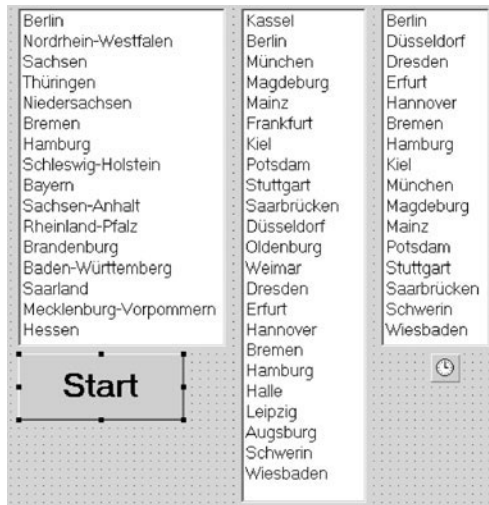 Berlin
Nordrhein-Westfalen
Sachsen
Thüringen
Niedersachsen
Bremen
Hamburg
Schleswig-Holstein
Bayern
Sachsen-Anhalt
Rheinland-Pfalz
Brandenburg
Baden-Württemberg
Saarland
Mecklenburg-Vorpommern
Hessen
Start
Kassel
Berlin
München
Magdeburg
Mainz
Frankfurt
Kiel
Potsdam
Stuttgart
Saarbrücken
Düsseldorf
Oldenburg
Weimar
Dresden
Erfurt
Hannover
Bremen
Hamburg
Halle
Leipzig
Augsburg
Schwerin
Wiesbaden
Berlin
Düsseldorf
Dresden
Erfurt
Hannover
Bremen
Hamburg
Kiel
München
Magdeburg
Mainz
Potsdam
Stuttgart
Saarbrücken
Schwerin
Wiesbaden